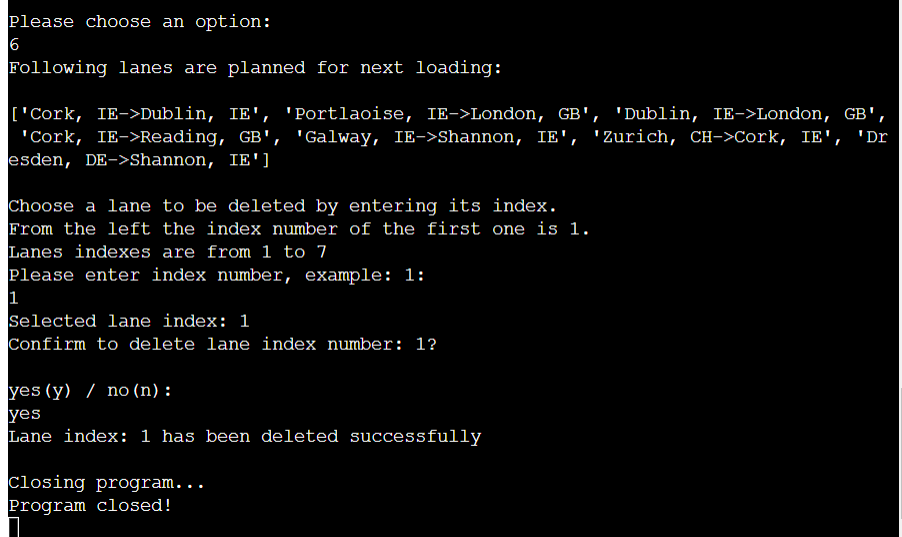 Please choose an option:
6
Following lanes are planned for next loading:
['Cork, IE->Dublin, IE', 'Portlaoise, IE->London, GB', 'Dublin, IE->London, GB',
'Cork, IE->Reading, GB', 'Galway, IE->Shannon, IE', 'Zurich, CH->Cork, IE', 'Dr
esden, DE->Shannon, IE']
Choose a lane to be deleted by entering its index.
From the left the index number of the first one is 1.
Lanes indexes are from 1 to 7
Please enter index number, example: 1:
1
Selected lane index: 1
Confirm to delete lane index number: 1?
yes(y) / no(n):
yes
Lane index: 1 has been deleted successfully
Closing program...
Program closed!